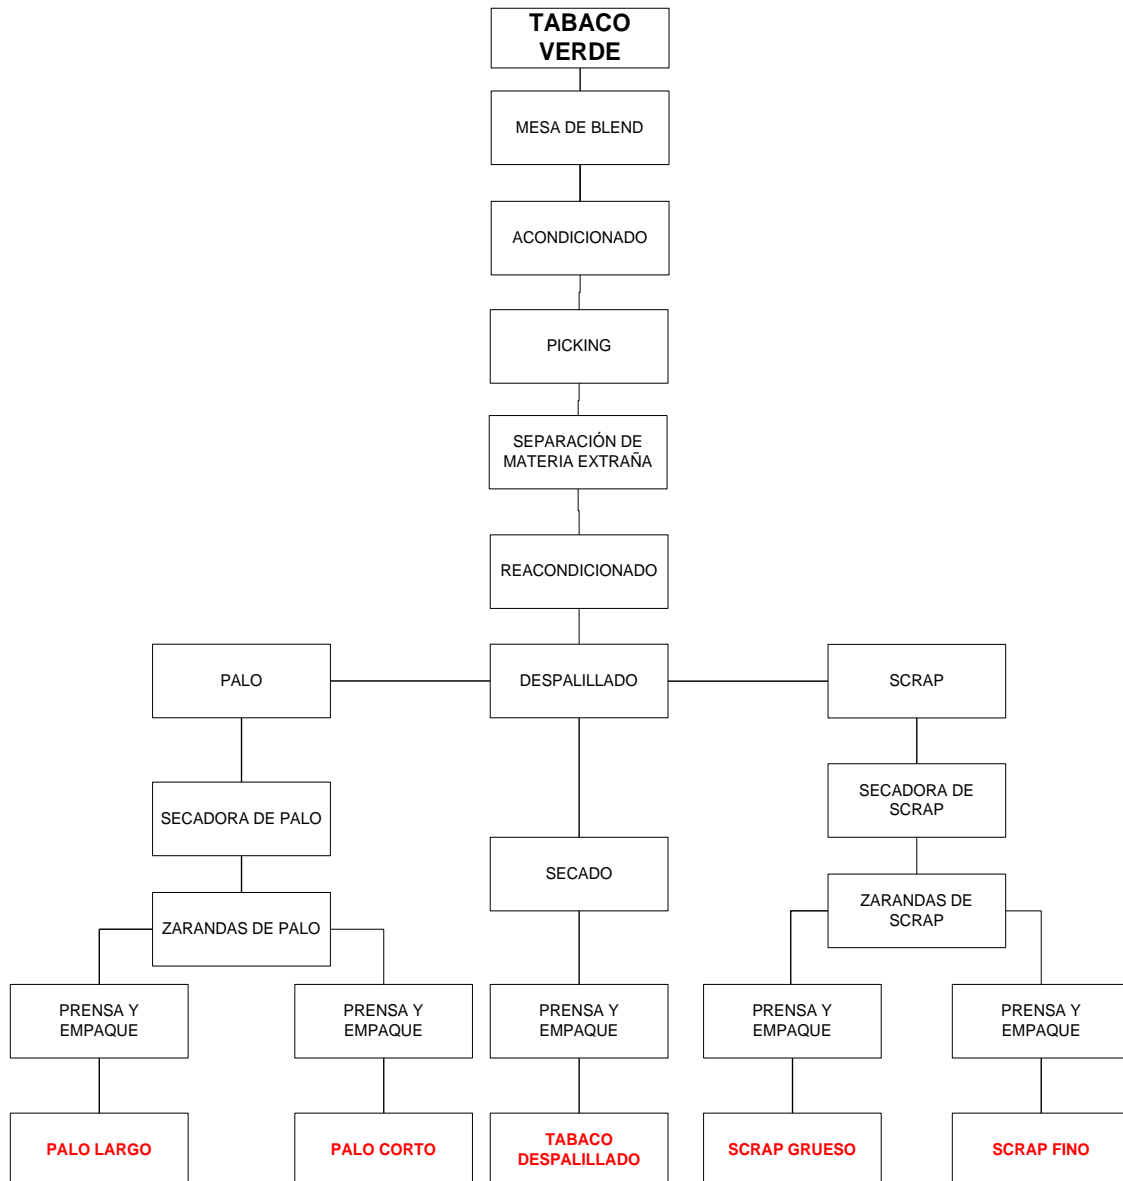 TABACO
VERDE
MESA DE BLEND
ACONDICIONADO
PICKING
SEPARACIÓN DE
MATERIA EXTRAÑA
REACONDICIONADO
PALO
DESPALILLADO
SCRAP
SECADORA DE PALO
SECADORA DE
SCRAP
SECADO
ZARANDAS DE PALO
ZARANDAS DE
SCRAP
PRENSA Y
EMPAQUE
PRENSA Y
EMPAQUE
PRENSA Y
EMPAQUE
PRENSA Y
EMPAQUE
PRENSA Y
EMPAQUE
PALO LARGO
PALO CORTO
TABACO
DESPALILLADO
SCRAP GRUESO
SCRAP FINO